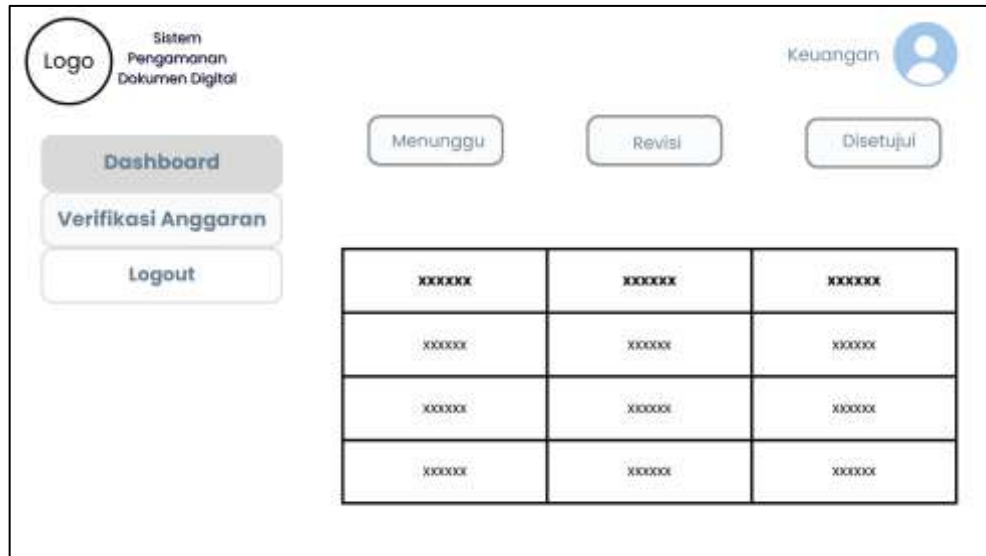 Logo
Sistem
Pengamanan
Dokumen Digital
Keuangan
Menunggu
Revisi
Disetujui
Dashboard
Verifikasi Anggaran
Logout
xxxxxx xxxxxx xxxxxx
xxxxxx xxxxxx xxxxxx
xxxxxx xxxxxx xxxxxx
xxxxxx xxxxxx xxxxxx